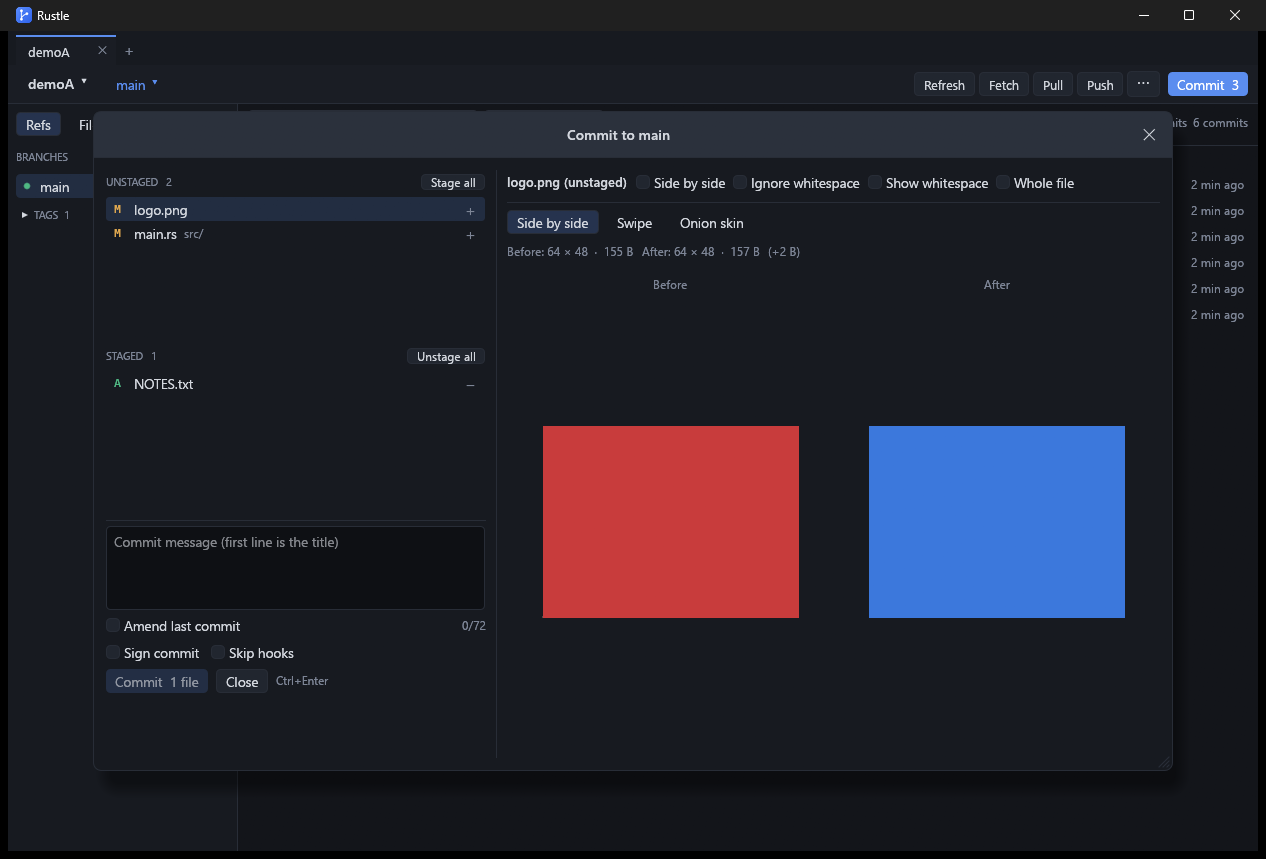 Rustle
demoA
+
demoA
main
Refresh
Fetch
Pull
Push
...
Commit 3
Refs
6 commits
BRANCHES
main
TAGS 1
Commit to main
UNSTAGED 2
Stage all
M logo.png +
M main.rs src/ +
STAGED 1
Unstage all
A NOTES.txt −
Commit message (first line is the title)
Amend last commit
0/72
Sign commit
Skip hooks
Commit 1 file
Close
Ctrl+Enter
logo.png (unstaged)
Side by side
Ignore whitespace
Show whitespace
Whole file
Side by side
Swipe
Onion skin
Before: 64 × 48 · 155 B After: 64 × 48 · 157 B (+2 B)
Before
After
2 min ago
2 min ago
2 min ago
2 min ago
2 min ago
2 min ago